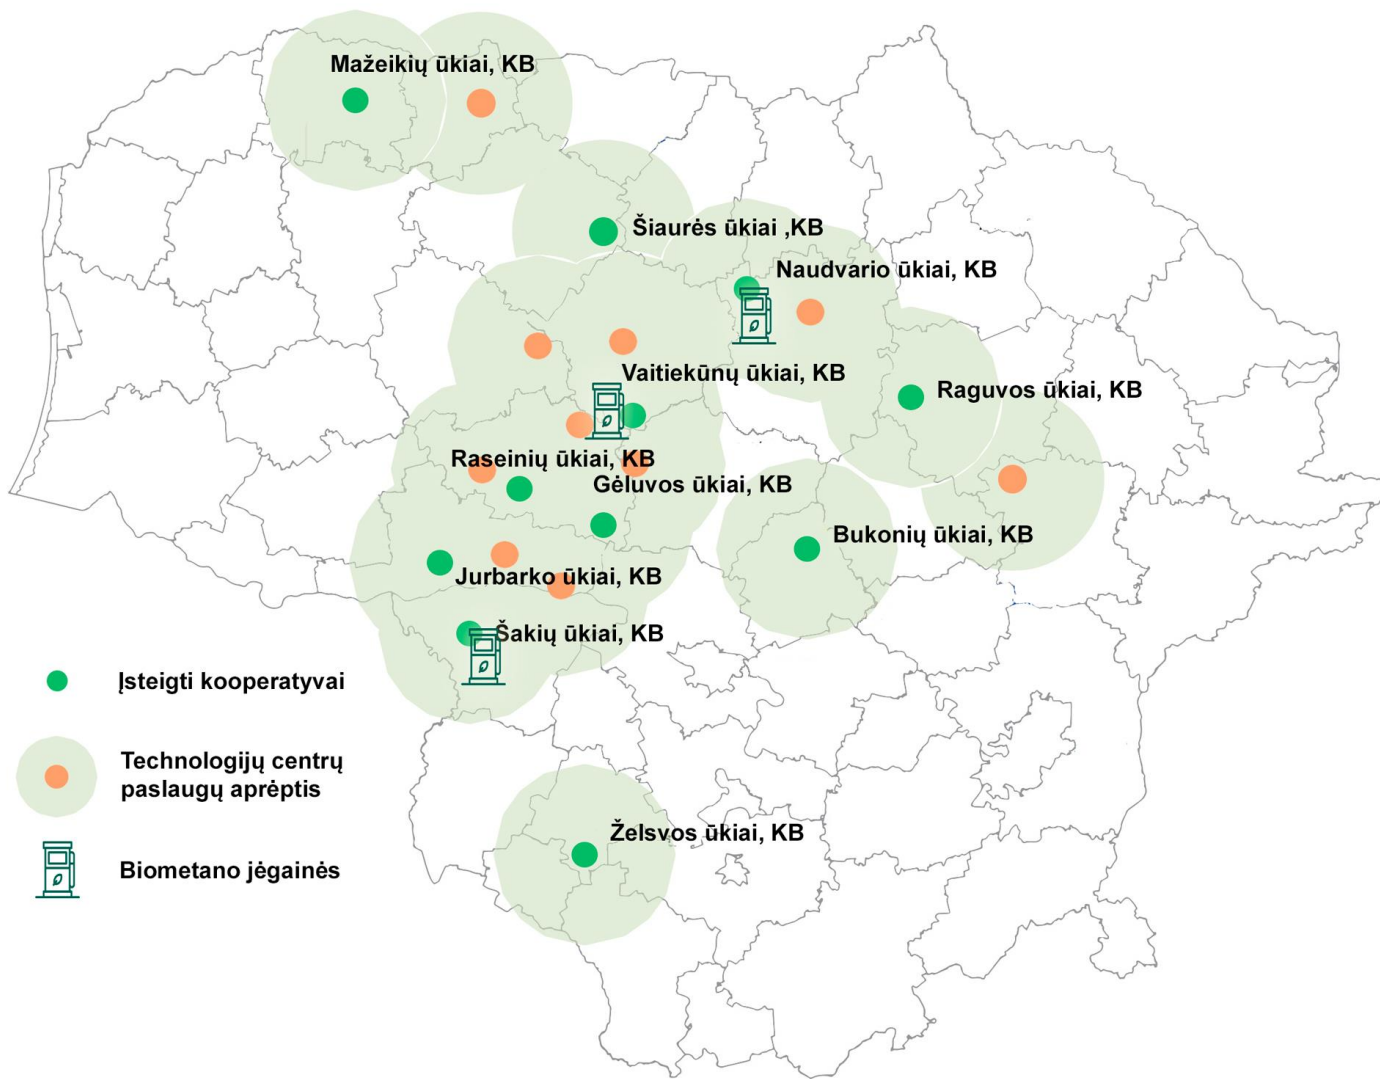 Mažeikių ūkiai, KB
Šiaurės ūkiai ,KB
Naudvario ūkiai, KB
Vaitiekūnų ūkiai, KB
Raguvos ūkiai, KB
Raseinių ūkiai, KB
Gėluvos ūkiai, KB
Bukonių ūkiai, KB
Jurbarko ūkiai, KB
Šakių ūkiai, KB
Įsteigti kooperatyvai
Technologijų centrų
paslaugų aprėptis
Želsvos ūkiai, KB
Biometano jėgainės